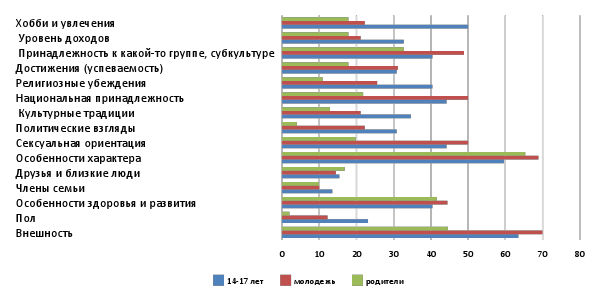 Хобби и увлечения
Уровень доходов
Принадлежность к какой-то группе, субкультуре
Достижения (успеваемость)
Религиозные убеждения
Национальная принадлежность
Культурные традиции
Политические взгляды
Сексуальная ориентация
Особенности характера
Друзья и близкие люди
Члены семьи
Особенности здоровья и развития
Пол
Внешность
0 10 20 30 40 50 60 70 80
14-17 лет молодежь родители